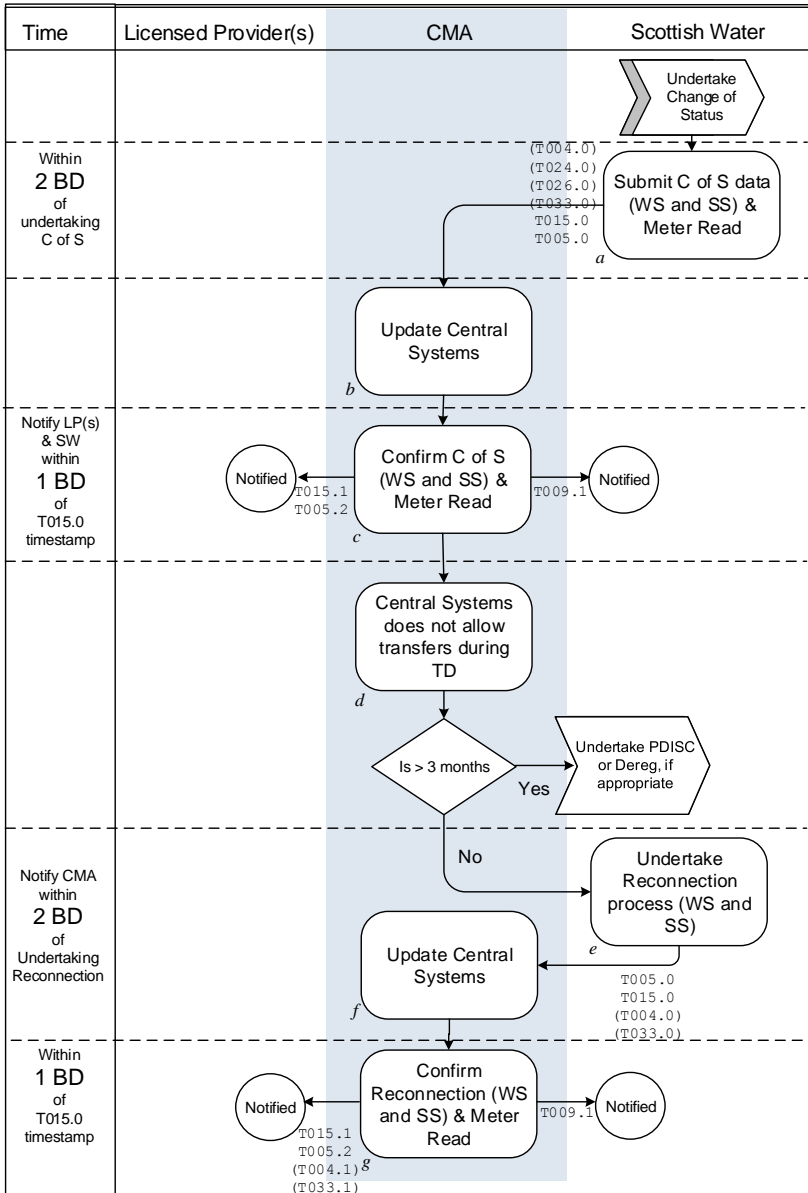 Time
Licensed Provider(s)
CMA
Scottish Water
Undertake
Change of
Status
Within
2 BD
of
undertaking
C of S
(T004.0)
(T024.0)
(T026.0)
(T033.0)
T015.0
T005.0
Submit C of S data
(WS and SS) &
Meter Read
a
Update Central
Systems
b
Notify LP(s)
& SW
within
1 BD
of
T015.0
timestamp
Notified
T015.1
T005.2
Confirm C of S
(WS and SS) &
Meter Read
c
T009.1
Notified
Central Systems
does not allow
transfers during
TD
d
Is > 3 months
Yes
Undertake PDISC
or Dereg, if
appropriate
No
Notify CMA
within
2 BD
of
Undertaking
Reconnection
Undertake
Reconnection
process (WS and
SS)
e
Update Central
Systems
f
T005.0
T015.0
(T004.0)
(T033.0)
Within
1 BD
of
T015.0
timestamp
Notified
T015.1
T005.2
(T004.1)
(T033.1)
Confirm
Reconnection (WS
and SS) & Meter
Read
g
T009.1
Notified